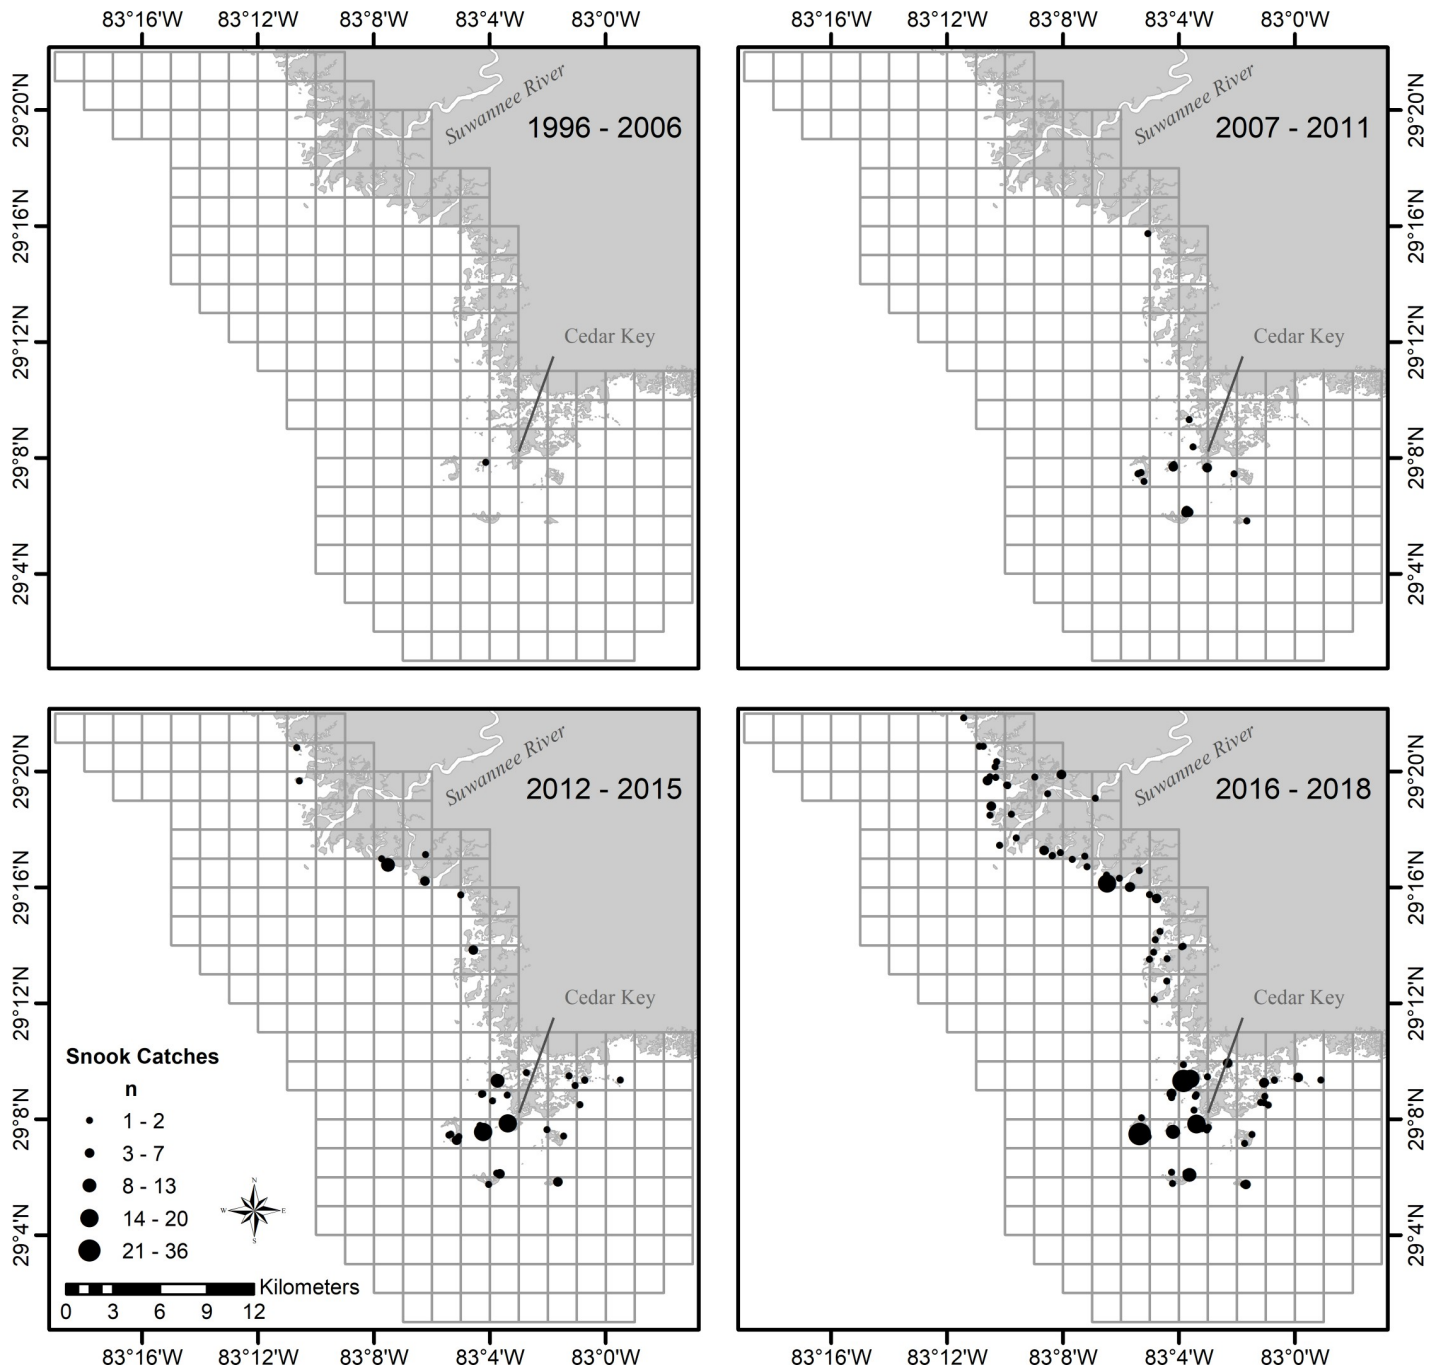 83°16'W 83°12'W 83°8'W 83°4'W 83°0'W 83°16'W 83°12'W 83°8'W 83°4'W 83°0'W
29°20'N
29°16'N
29°12'N
29°8'N
29°4'N
Suwannee River
1996 - 2006
Cedar Key
Suwannee River
2007 - 2011
Cedar Key
29°20'N
29°16'N
29°12'N
29°8'N
29°4'N
29°20'N
29°16'N
29°12'N
29°8'N
29°4'N
Suwannee River
2012 - 2015
Cedar Key
Snook Catches
n
1 - 2
3 - 7
8 - 13
14 - 20
21 - 36
N
W E
S
Kilometers
0 3 6 9 12
Suwannee River
2016 - 2018
Cedar Key
29°20'N
29°16'N
29°12'N
29°8'N
29°4'N
83°16'W 83°12'W 83°8'W 83°4'W 83°0'W 83°16'W 83°12'W 83°8'W 83°4'W 83°0'W